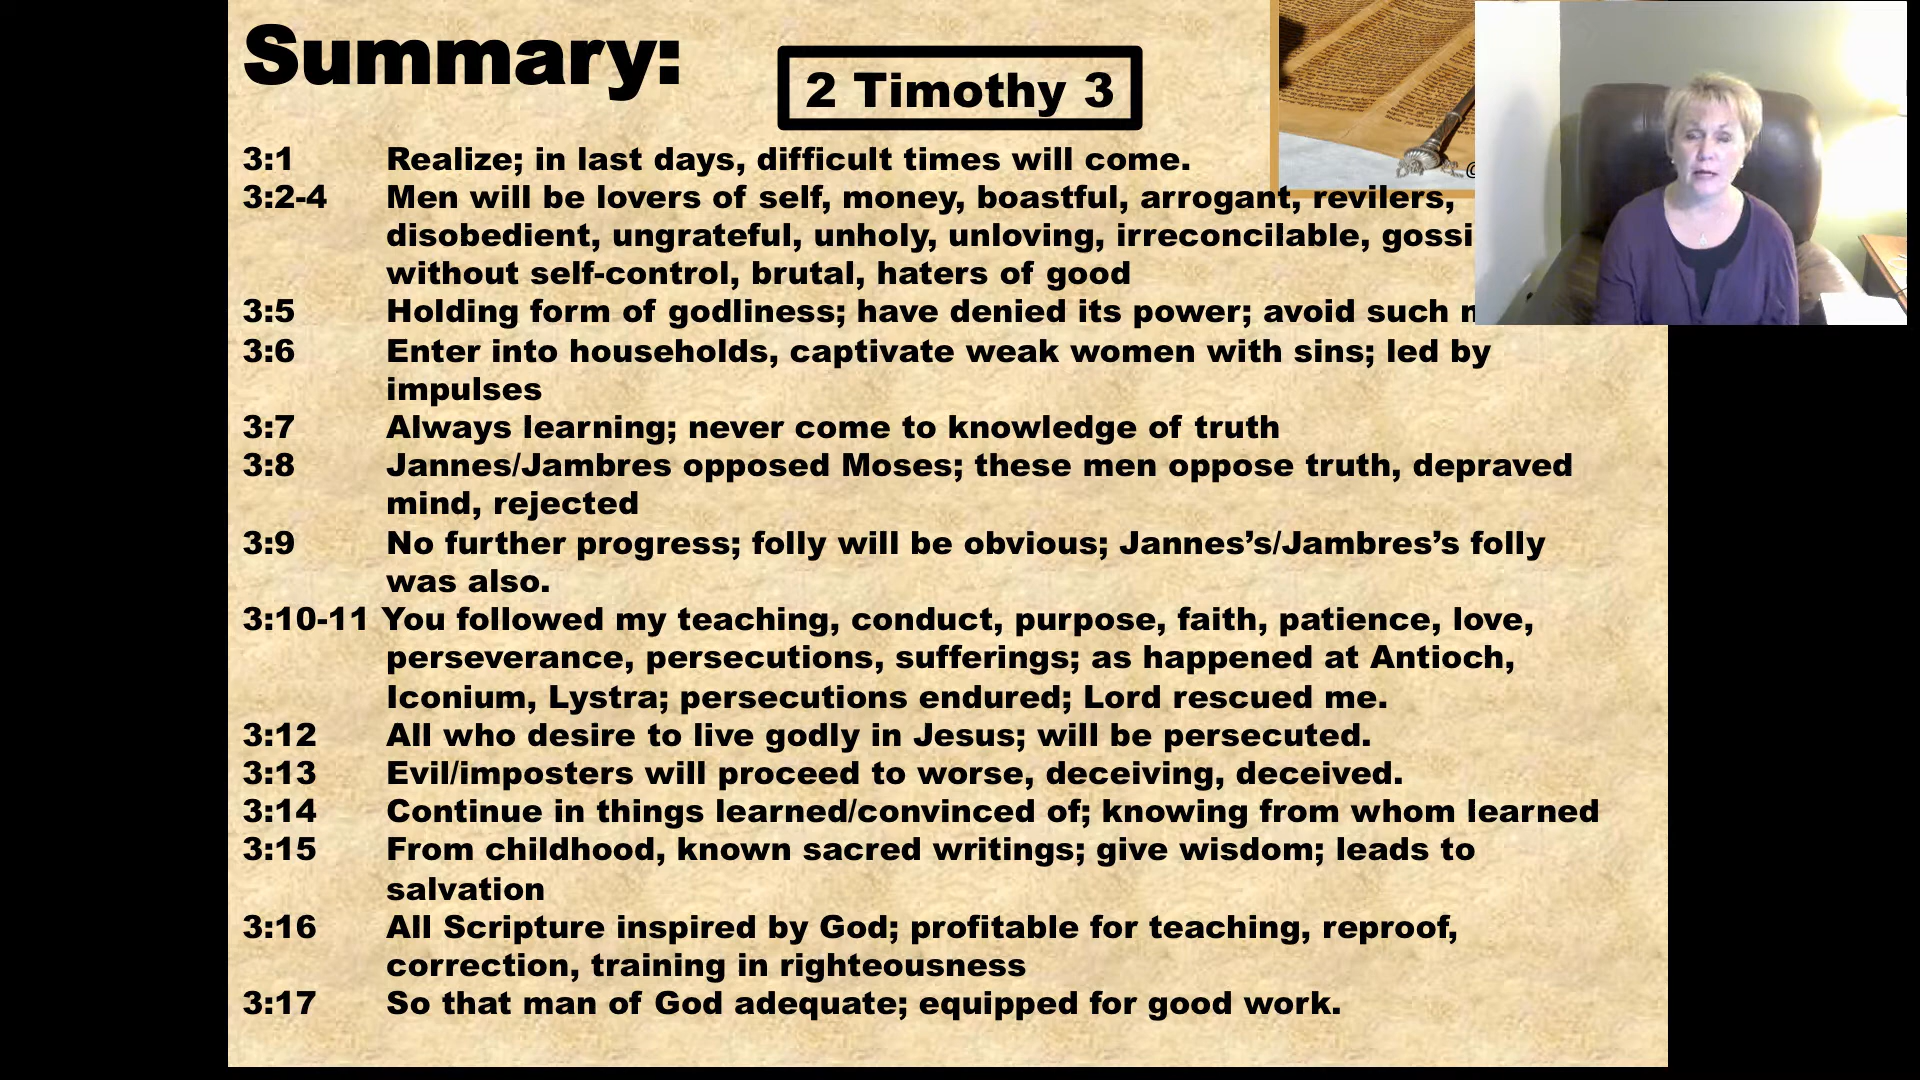 Summary:
2 Timothy 3
3:1 Realize; in last days, difficult times will come.
3:2-4 Men will be lovers of self, money, boastful, arrogant, revilers,
disobedient, ungrateful, unholy, unloving, irreconcilable,
without self-control, brutal, haters of good
3:5 Holding form of godliness; have denied its power; avoid such
3:6 Enter into households, captivate weak women with sins; led by
impulses
3:7 Always learning; never come to knowledge of truth
3:8 Jannes/Jambres opposed Moses; these men oppose truth, depraved
mind, rejected
3:9 No further progress; folly will be obvious; Jannes’s/Jambres’s folly
was also.
3:10-11 You followed my teaching, conduct, purpose, faith, patience, love,
perseverance, persecutions, sufferings; as happened at Antioch,
Iconium, Lystra; persecutions endured; Lord rescued me.
3:12 All who desire to live godly in Jesus; will be persecuted.
3:13 Evil/imposters will proceed to worse, deceiving, deceived.
3:14 Continue in things learned/convinced of; knowing from whom learned
3:15 From childhood, known sacred writings; give wisdom; leads to
salvation
3:16 All Scripture inspired by God; profitable for teaching, reproof,
correction, training in righteousness
3:17 So that man of God adequate; equipped for good work.